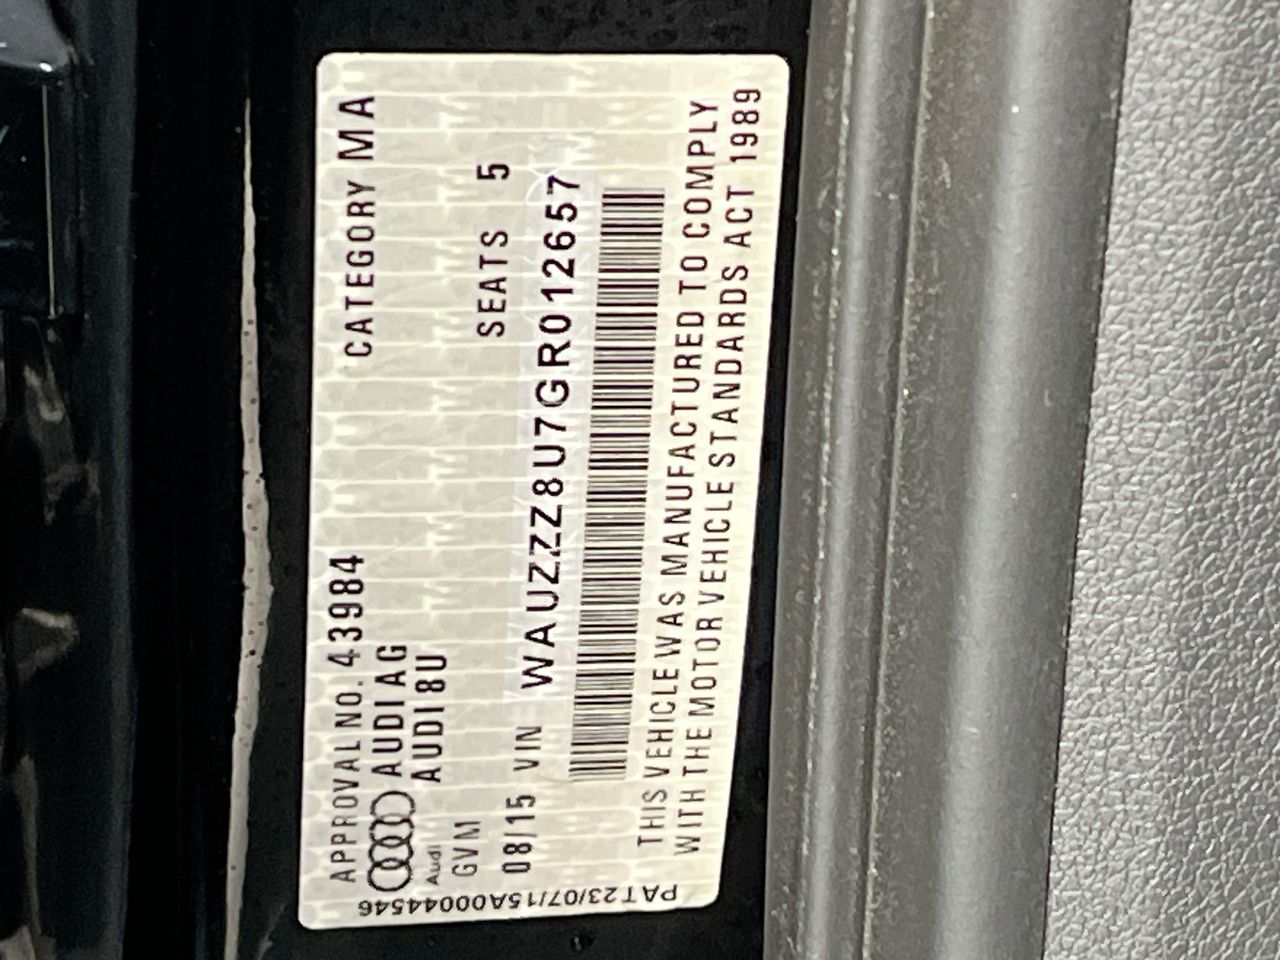 APPROVAL NO. 43984 CATEGORY MA
AUDI AG
AUDI 8U
Audi
GVM SEATS 5
08/15 VIN WAUZZZ8U7GR012657
THIS VEHICLE WAS MANUFACTURED TO COMPLY
WITH THE MOTOR VEHICLE STANDARDS ACT 1989
PAT23/07/15A00044546